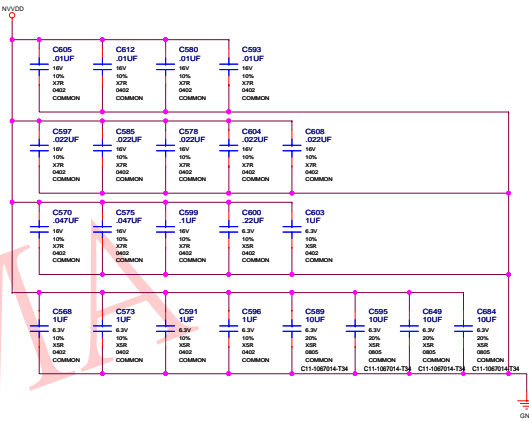 NVVDD
C605 C612 C580 C593
.01UF .01UF .01UF .01UF
16V 16V 16V 16V
10% 10% 10% 10%
X7R X7R X7R X7R
0402 0402 0402 0402
COMMON COMMON COMMON COMMON
C597 C585 C578 C604 C608
.022UF .022UF .022UF .022UF .022UF
16V 16V 16V 16V 16V
10% 10% 10% 10% 10%
X7R X7R X7R X7R X7R
0402 0402 0402 0402 0402
COMMON COMMON COMMON COMMON COMMON
C570 C575 C599 C600 C603
.047UF .047UF .1UF .22UF 1UF
16V 16V 16V 6.3V 6.3V
10% 10% 10% 10% 10%
X7R X7R X7R X5R X5R
0402 0402 0402 0402 0402
COMMON COMMON COMMON COMMON COMMON
C568 C573 C591 C596 C589 C595 C649 C684
1UF 1UF 1UF 1UF 10UF 10UF 10UF 10UF
6.3V 6.3V 6.3V 6.3V 6.3V 6.3V 6.3V 6.3V
10% 10% 10% 10% 20% 20% 20% 20%
X5R X5R X5R X5R X5R X5R X5R X5R
0402 0402 0402 0402 0805 0805 0805 0805
COMMON COMMON COMMON COMMON COMMON COMMON COMMON COMMON
C11-1067014-T34 C11-1067014-T34 C11-1067014-T34 C11-1067014-T34
GN